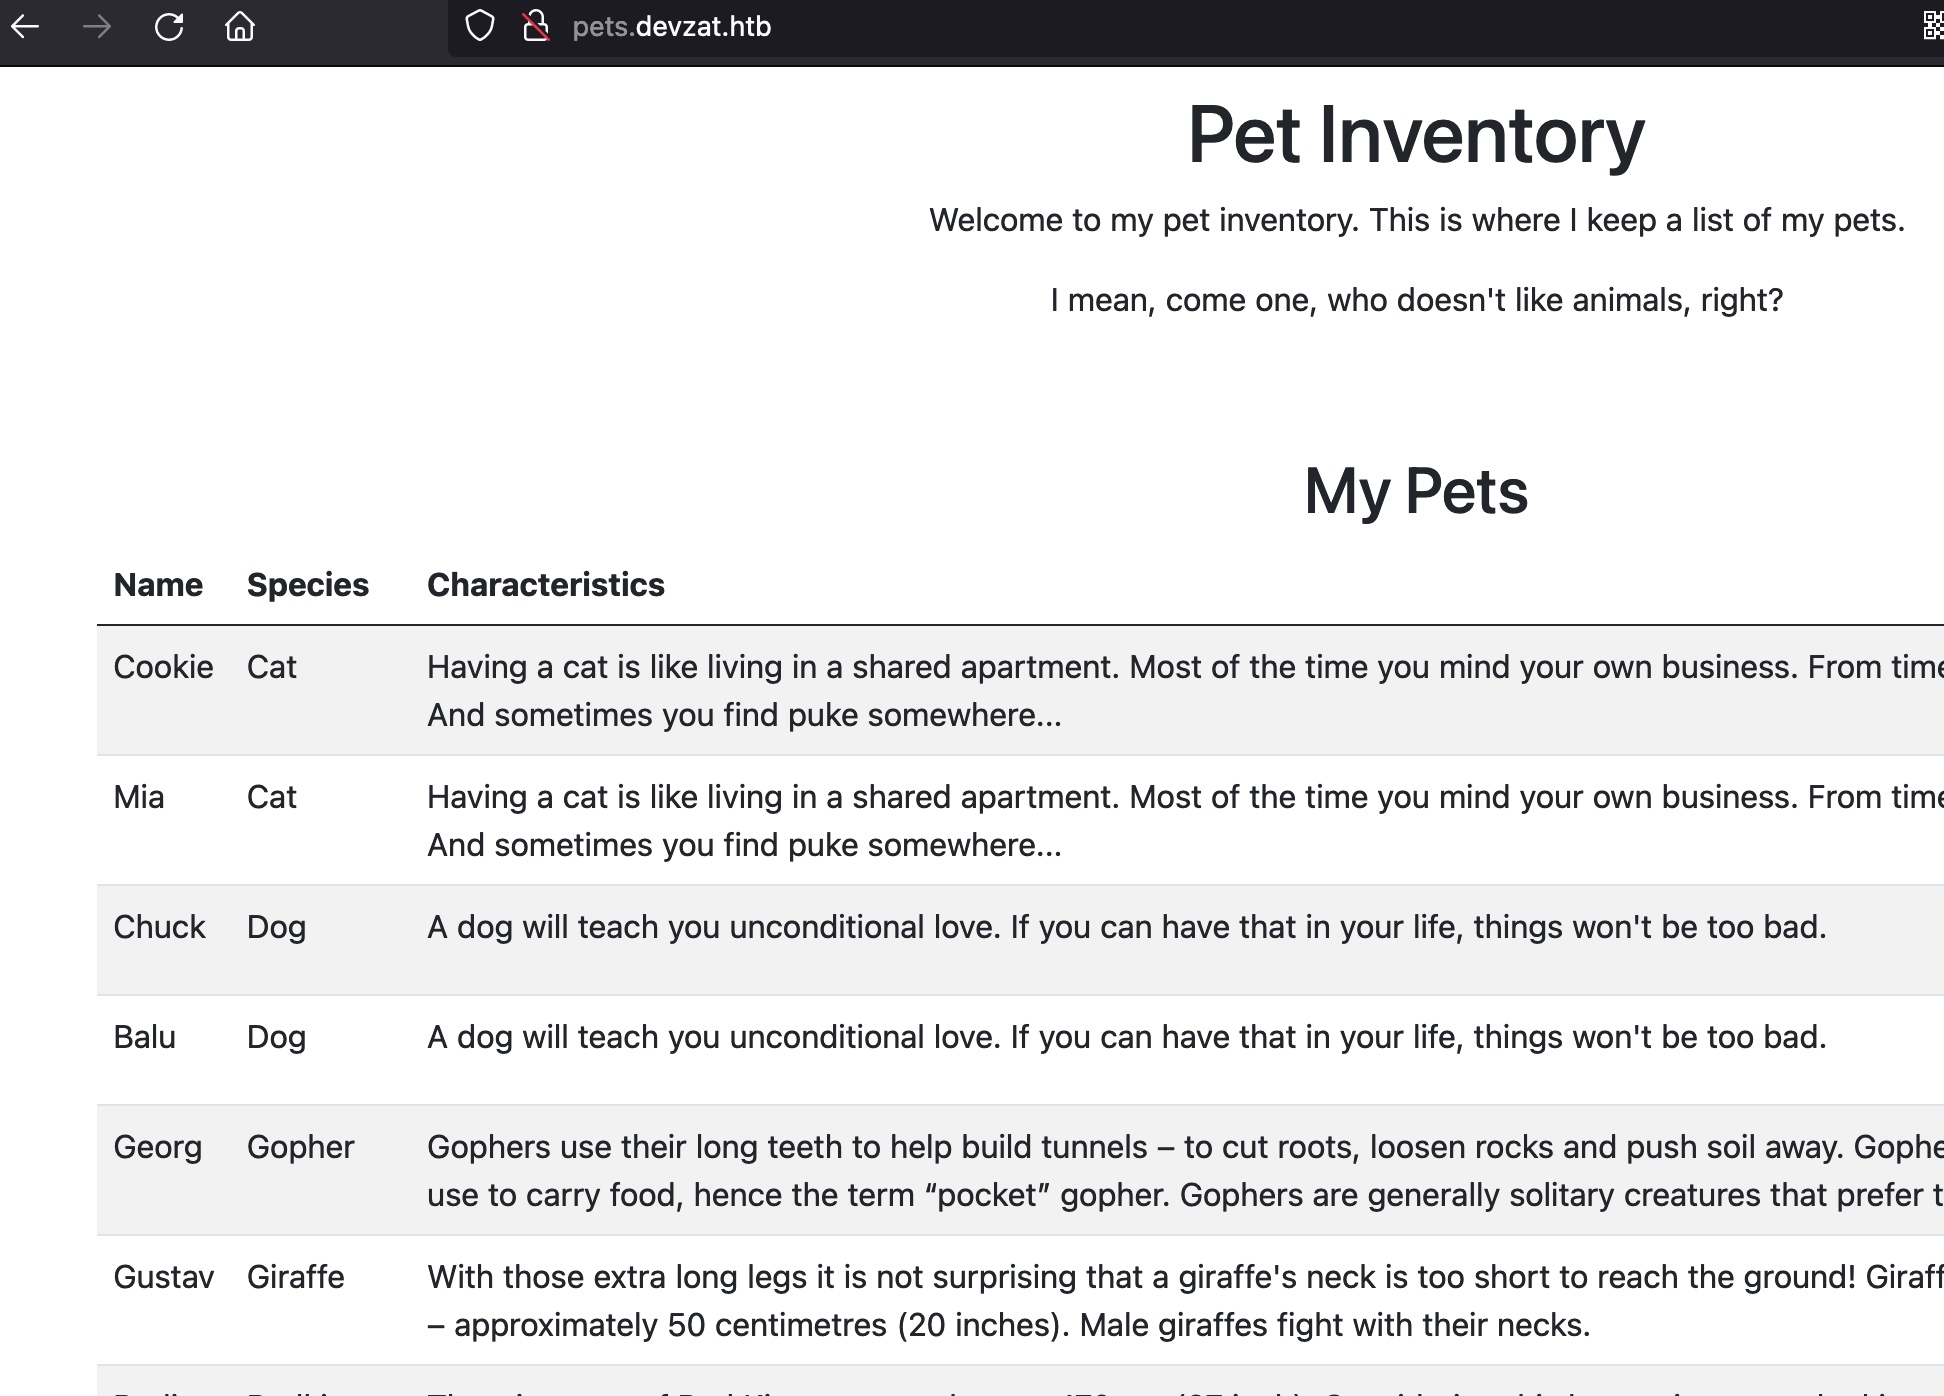 pets.devzat.htb
Pet Inventory
Welcome to my pet inventory. This is where I keep a list of my pets.
I mean, come one, who doesn't like animals, right?
My Pets
Name Species Characteristics
Cookie Cat Having a cat is like living in a shared apartment. Most of the time you mind your own business. From time
And sometimes you find puke somewhere...
Mia Cat Having a cat is like living in a shared apartment. Most of the time you mind your own business. From time
And sometimes you find puke somewhere...
Chuck Dog A dog will teach you unconditional love. If you can have that in your life, things won't be too bad.
Balu Dog A dog will teach you unconditional love. If you can have that in your life, things won't be too bad.
Georg Gopher Gophers use their long teeth to help build tunnels – to cut roots, loosen rocks and push soil away. Gophe
use to carry food, hence the term “pocket” gopher. Gophers are generally solitary creatures that prefer t
Gustav Giraffe With those extra long legs it is not surprising that a giraffe's neck is too short to reach the ground! Giraff
– approximately 50 centimetres (20 inches). Male giraffes fight with their necks.